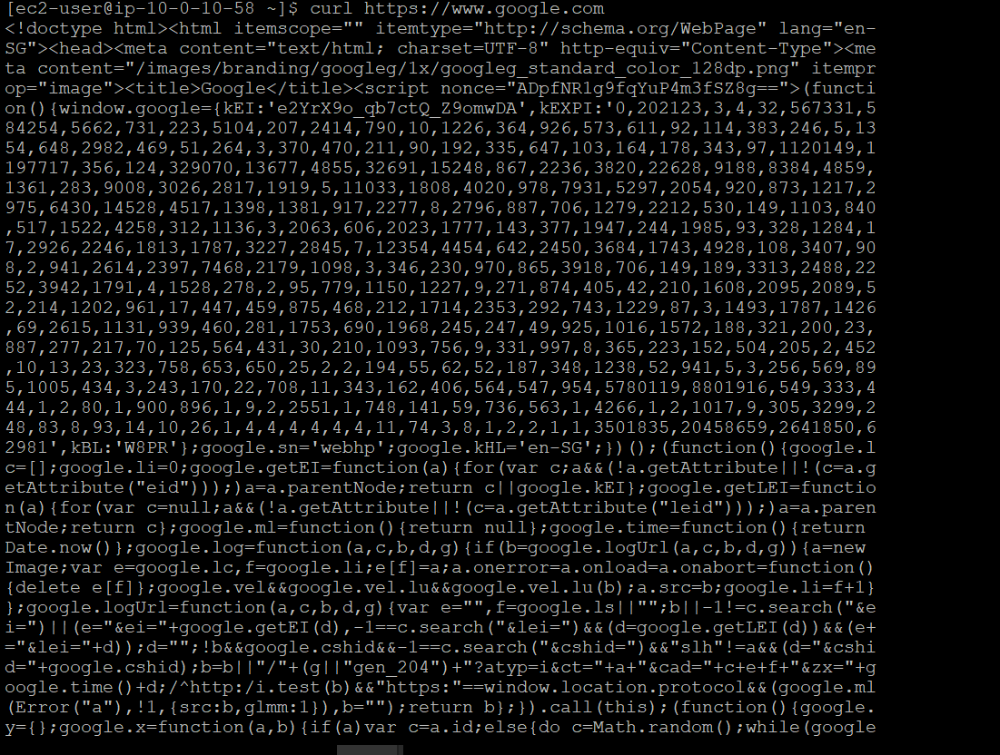 [ec2-user@ip-10-0-10-58 ~]$ curl https://www.google.com
<!doctype html><html itemscope="" itemtype="http://schema.org/WebPage" lang="en-
SG"><head><meta content="text/html; charset=UTF-8" http-equiv="Content-Type"><me
ta content="/images/branding/googleg/1x/googleg_standard_color_128dp.png" itempr
op="image"><title>Google</title><script nonce="ADpfNR1g9fqYuP4m3fSZ8g==">(functi
on(){window.google={kEI:'e2YrX9o_qb7ctQ_Z9omwDA',kEXPI:'0,202123,3,4,32,567331,5
84254,5662,731,223,5104,207,2414,790,10,1226,364,926,573,611,92,114,383,246,5,13
54,648,2982,469,51,264,3,370,470,211,90,192,335,647,103,164,178,343,97,1120149,1
197717,356,124,329070,13677,4855,32691,15248,867,2236,3820,22628,9188,8384,4859,
1361,283,9008,3026,2817,1919,5,11033,1808,4020,978,7931,5297,2054,920,873,1217,2
975,6430,14528,4517,1398,1381,917,2277,8,2796,887,706,1279,2212,530,149,1103,840
,517,1522,4258,312,1136,3,2063,606,2023,1777,143,377,1947,244,1985,93,328,1284,1
7,2926,2246,1813,1787,3227,2845,7,12354,4454,642,2450,3684,1743,4928,108,3407,90
8,2,941,2614,2397,7468,2179,1098,3,346,230,970,865,3918,706,149,189,3313,2488,22
52,3942,1791,4,1528,278,2,95,779,1150,1227,9,271,874,405,42,210,1608,2095,2089,5
2,214,1202,961,17,447,459,875,468,212,1714,2353,292,743,1229,87,3,1493,1787,1426
,69,2615,1131,939,460,281,1753,690,1968,245,247,49,925,1016,1572,188,321,200,23,
887,277,217,70,125,564,431,30,210,1093,756,9,331,997,8,365,223,152,504,205,2,452
,10,13,23,323,758,653,650,25,2,2,194,55,62,52,187,348,1238,52,941,5,3,256,569,89
5,1005,434,3,243,170,22,708,11,343,162,406,564,547,954,5780119,8801916,549,333,4
44,1,2,80,1,900,896,1,9,2,2551,1,748,141,59,736,563,1,4266,1,2,1017,9,305,3299,2
48,83,8,93,14,10,26,1,4,4,4,4,4,4,11,74,3,8,1,2,2,1,1,3501835,20458659,2641850,6
2981',kBL:'W8PR'};google.sn='webhp';google.kHL='en-SG';})();(function(){google.l
c=[];google.li=0;google.getEI=function(a){for(var c;a&&(!a.getAttribute||!(c=a.g
etAttribute("eid")));)a=a.parentNode;return c||google.kEI};google.getLEI=functio
n(a){for(var c=null;a&&(!a.getAttribute||!(c=a.getAttribute("leid")));)a=a.paren
tNode;return c};google.ml=function(){return null};google.time=function(){return
Date.now()};google.log=function(a,c,b,d,g){if(b=google.logUrl(a,c,b,d,g)){a=new
Image;var e=google.lc,f=google.li;e[f]=a;a.onerror=a.onload=a.onabort=function()
{delete e[f]};google.vel&&google.vel.lu&&google.vel.lu(b);a.src=b;google.li=f+1}
};google.logUrl=function(a,c,b,d,g){var e="",f=google.ls||"";b||-1!=c.search("&e
i=")||(e="&ei="+google.getEI(d),-1==c.search("&lei=")&&(d=google.getLEI(d))&&(e+
="&lei="+d));d="";!b&&google.cshid&&-1==c.search("&cshid=")&&"slh"!=a&&(d="&cshi
d="+google.cshid);b=b||"/"+(g||"gen_204")+"?atyp=i&ct="+a+"&cad="+c+e+f+"&zx="+g
oogle.time()+d;/^http:/i.test(b)&&"https:"==window.location.protocol&&(google.ml
(Error("a"),!1,{src:b,glmm:1}),b="");return b};}).call(this);(function(){google.
y={};google.x=function(a,b){if(a)var c=a.id;else{do c=Math.random();while(google